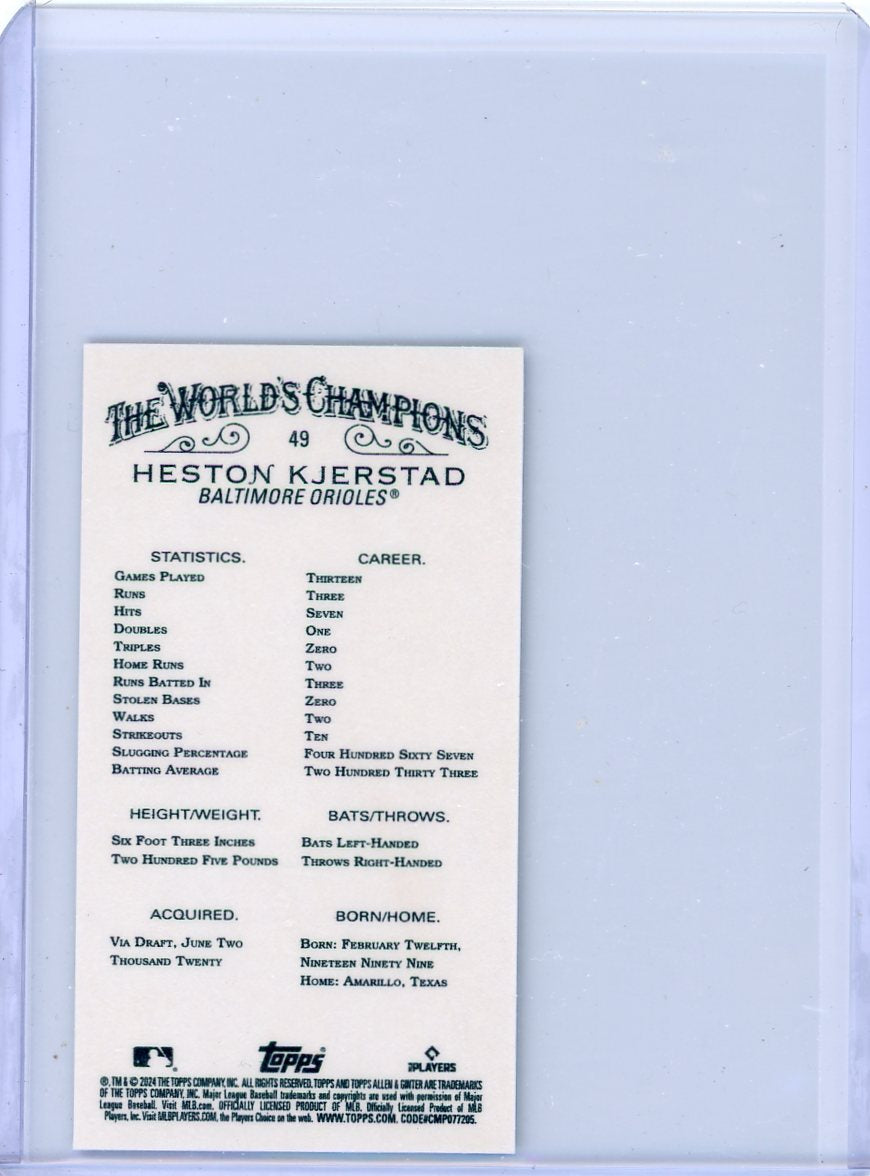 THE WORLD'S CHAMPIONS
49
HESTON KJERSTAD
BALTIMORE ORIOLES®
STATISTICS. CAREER.
GAMES PLAYED THIRTEEN
RUNS THREE
HITS SEVEN
DOUBLES ONE
TRIPLES ZERO
HOME RUNS TWO
RUNS BATTED IN THREE
STOLEN BASES ZERO
WALKS TWO
STRIKEOUTS TEN
SLUGGING PERCENTAGE FOUR HUNDRED SIXTY SEVEN
BATTING AVERAGE TWO HUNDRED THIRTY THREE
HEIGHT/WEIGHT. BATS/THROWS.
SIX FOOT THREE INCHES BATS LEFT-HANDED
TWO HUNDRED FIVE POUNDS THROWS RIGHT-HANDED
ACQUIRED. BORN/HOME.
VIA DRAFT, JUNE TWO BORN: FEBRUARY TWELFTH,
THOUSAND TWENTY NINETEEN NINETY NINE
HOME: AMARILLO, TEXAS
Topps® PLAYERS
®, TM & © 2024 THE TOPPS COMPANY, INC. ALL RIGHTS RESERVED. TOPPS AND TOPPS ALLEN & GINTER ARE TRADEMARKS
OF THE TOPPS COMPANY, INC. Major League Baseball trademarks and copyrights are used with permission of Major
League Baseball. Visit MLB.com. OFFICIALLY LICENSED PRODUCT OF MLB. Officially Licensed Product of MLB
Players, Inc. Visit MLBPLAYERS.COM, the Players Choice on the web. WWW.TOPPS.COM. CODE#CMP077205.